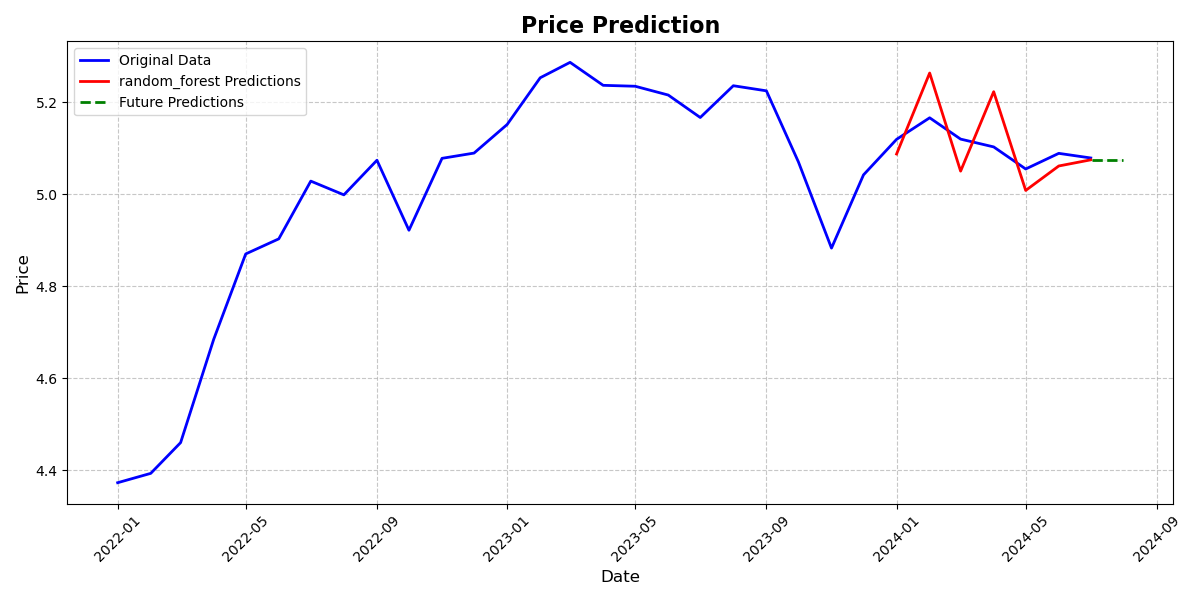 Price Prediction
Original Data
random_forest Predictions
Future Predictions
Price
5.2
5.0
4.8
4.6
4.4
2022-01
2022-05
2022-09
2023-01
2023-05
2023-09
2024-01
2024-05
2024-09
Date